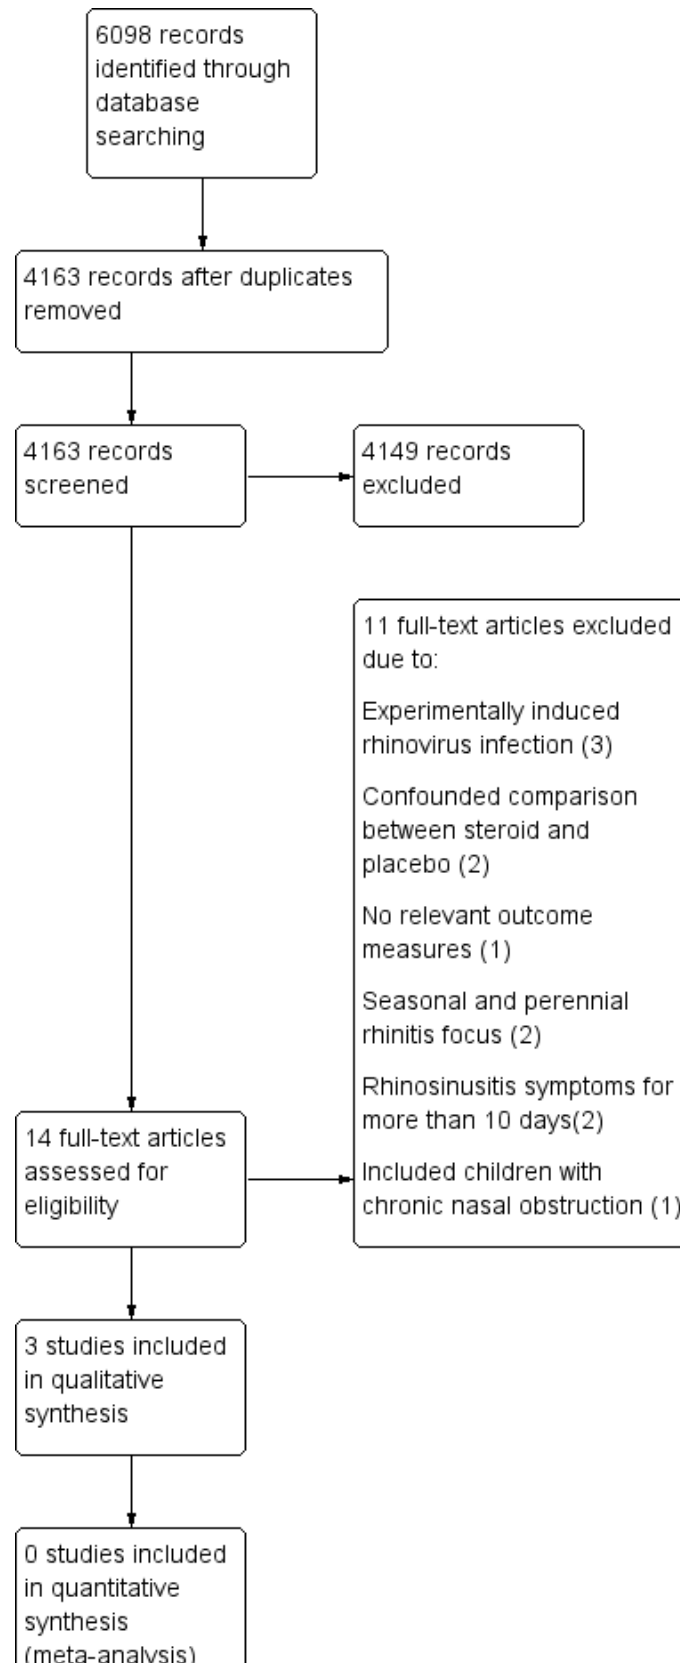 6098 records
identified through
database
searching
4163 records after duplicates
removed
4163 records
screened
4149 records
excluded
11 full-text articles excluded
due to:
Experimentally induced
rhinovirus infection (3)
Confounded comparison
between steroid and
placebo (2)
No relevant outcome
measures (1)
Seasonal and perennial
rhinitis focus (2)
Rhinosinusitis symptoms for
more than 10 days(2)
Included children with
chronic nasal obstruction (1)
14 full-text articles
assessed for
eligibility
3 studies included
in qualitative
synthesis
0 studies included
in quantitative
synthesis
(meta-analysis)